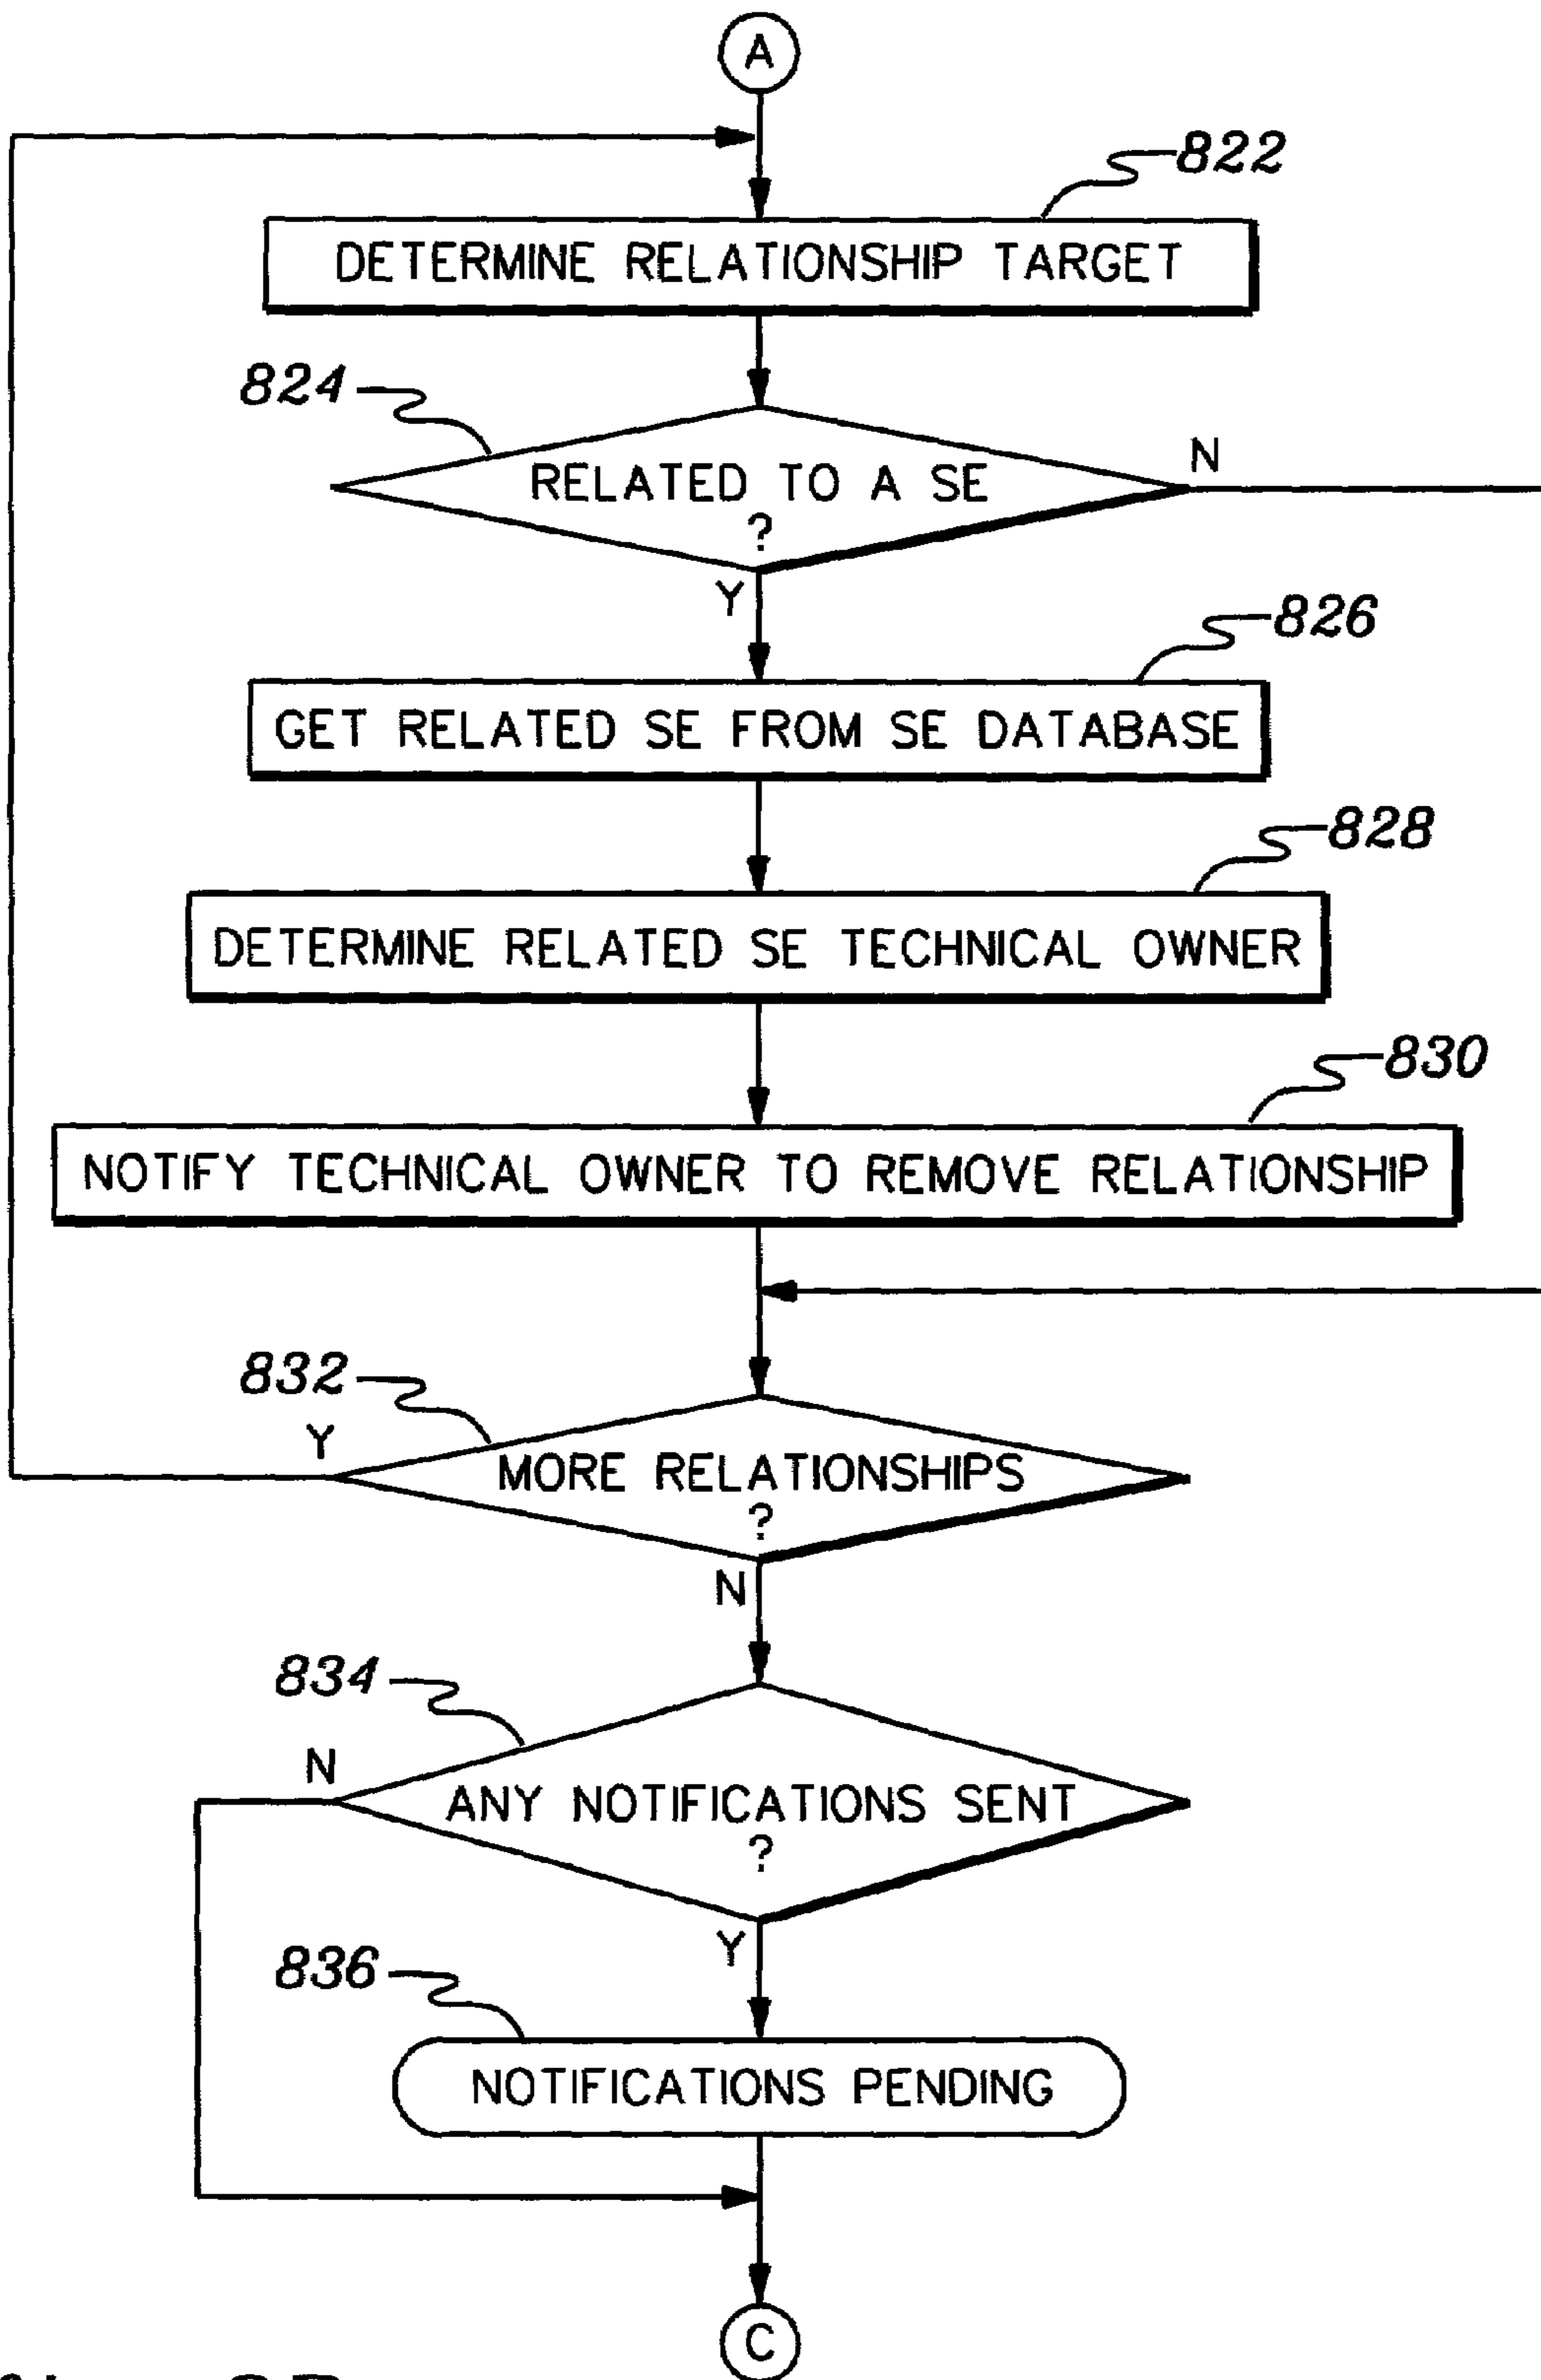 A
822
DETERMINE RELATIONSHIP TARGET
824
RELATED TO A SE
?
N
Y
826
GET RELATED SE FROM SE DATABASE
828
DETERMINE RELATED SE TECHNICAL OWNER
830
NOTIFY TECHNICAL OWNER TO REMOVE RELATIONSHIP
832
Y
MORE RELATIONSHIPS
?
N
834
N
ANY NOTIFICATIONS SENT
?
Y
836
NOTIFICATIONS PENDING
C